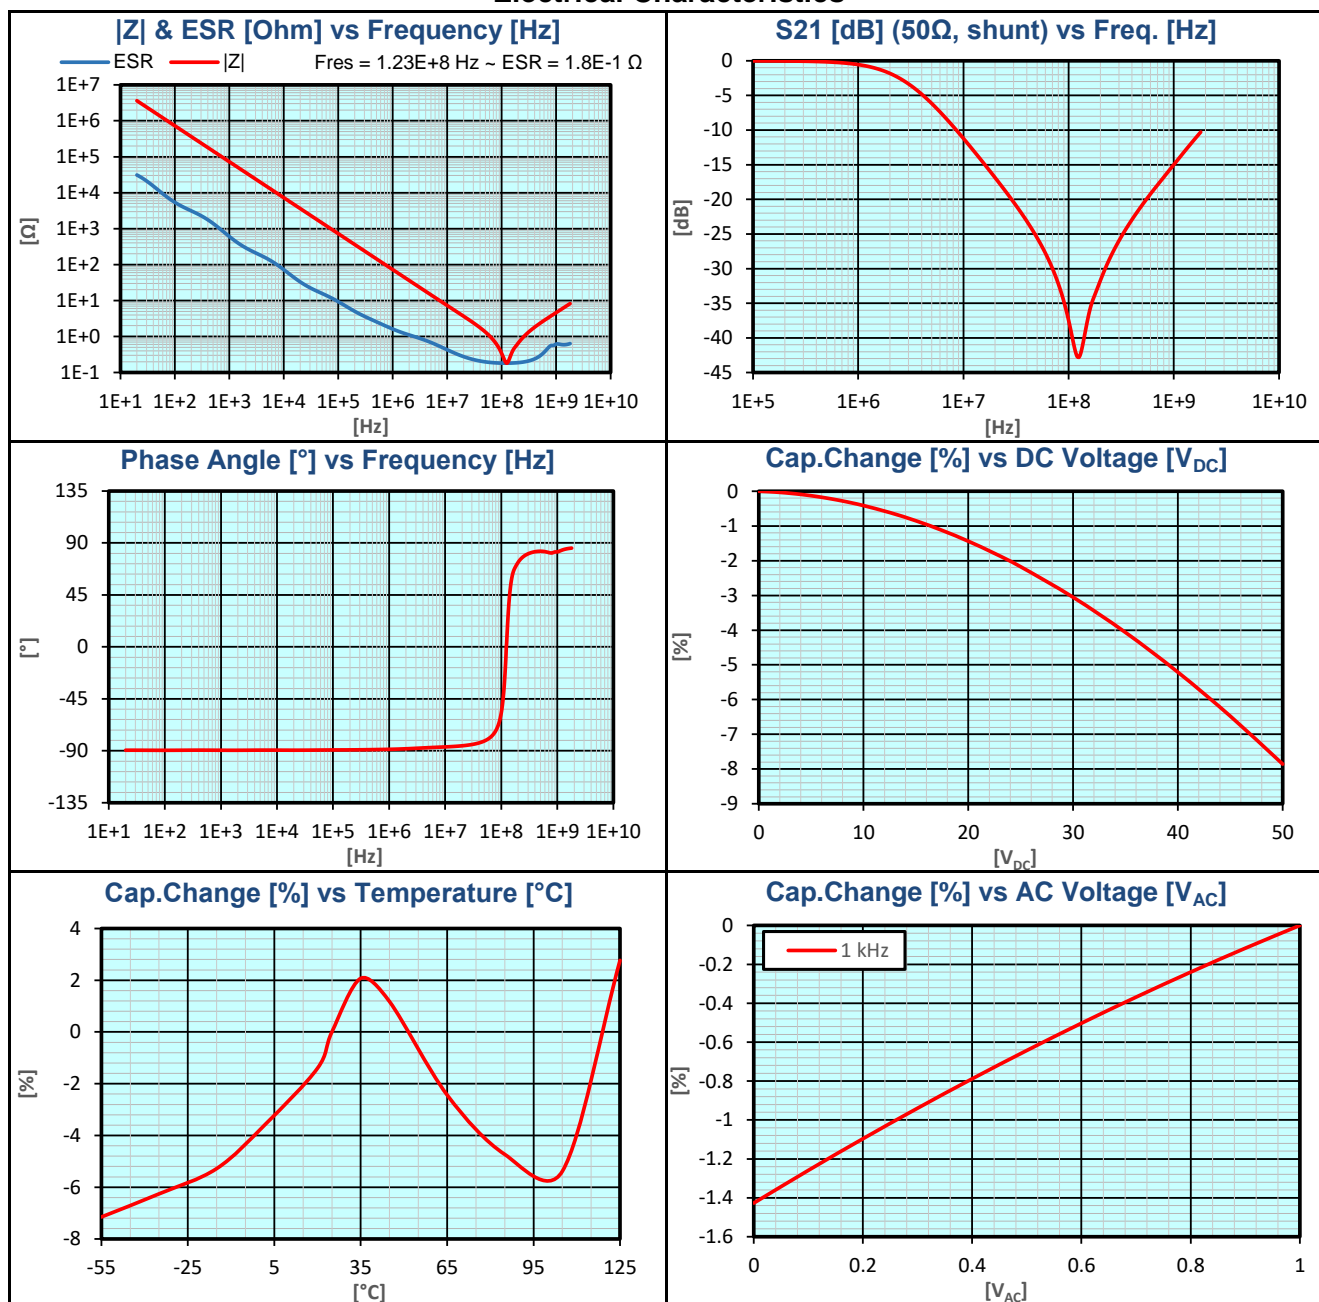 |Z| & ESR [Ohm] vs Frequency [Hz]
ESR |Z| Fres = 1.23E+8 Hz ~ ESR = 1.8E-1 Ω
1E+7
1E+6
1E+5
1E+4
1E+3
1E+2
1E+1
1E+0
1E-1
[Ω]
1E+1 1E+2 1E+3 1E+4 1E+5 1E+6 1E+7 1E+8 1E+9 1E+10
[Hz]
S21 [dB] (50Ω, shunt) vs Freq. [Hz]
0
-5
-10
-15
-20
-25
-30
-35
-40
-45
[dB]
1E+5 1E+6 1E+7 1E+8 1E+9 1E+10
[Hz]
Phase Angle [°] vs Frequency [Hz]
135
90
45
0
-45
-90
-135
[°]
1E+1 1E+2 1E+3 1E+4 1E+5 1E+6 1E+7 1E+8 1E+9 1E+10
[Hz]
Cap.Change [%] vs DC Voltage [VDC]
0
-1
-2
-3
-4
-5
-6
-7
-8
-9
[%]
0 10 20 30 40 50
[VDC]
Cap.Change [%] vs Temperature [°C]
4
2
0
-2
-4
-6
-8
[%]
-55 -25 5 35 65 95 125
[°C]
Cap.Change [%] vs AC Voltage [VAC]
1 kHz
0
-0.2
-0.4
-0.6
-0.8
-1
-1.2
-1.4
-1.6
[%]
0 0.2 0.4 0.6 0.8 1
[VAC]